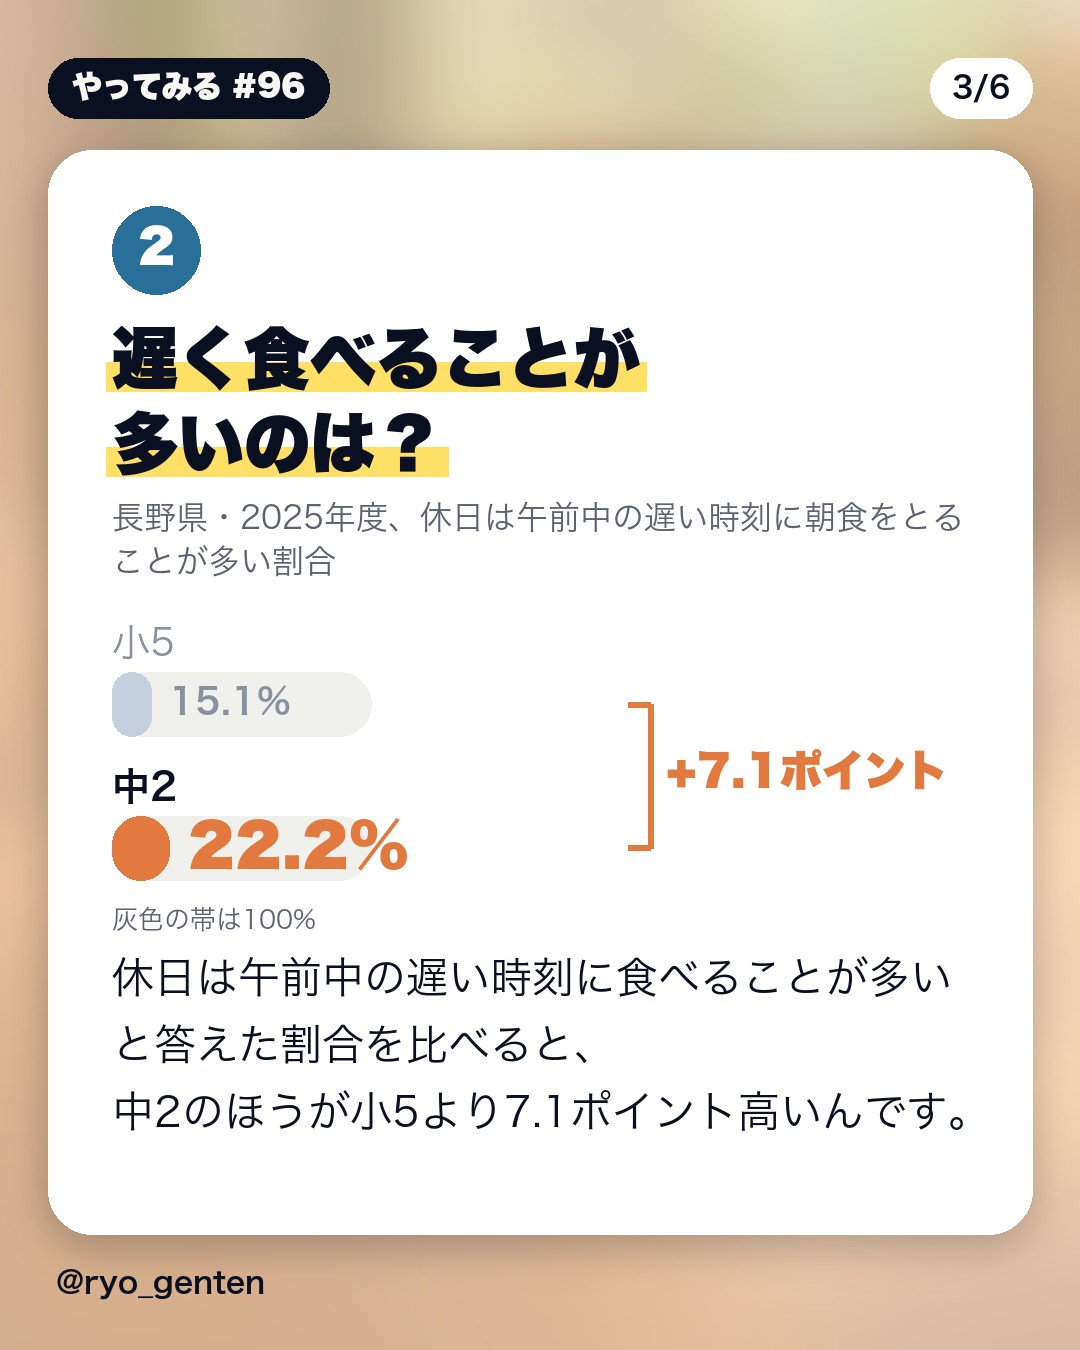 やってみる #96
3/6
2
遅く食べることが
多いのは？
長野県・2025年度、休日は午前中の遅い時刻に朝食をとる
ことが多い割合
小5
15.1%
+7.1ポイント
中2
22.2%
灰色の帯は100%
休日は午前中の遅い時刻に食べることが多い
と答えた割合を比べると、
中2のほうが小5より7.1ポイント高いんです。
@ryo_genten